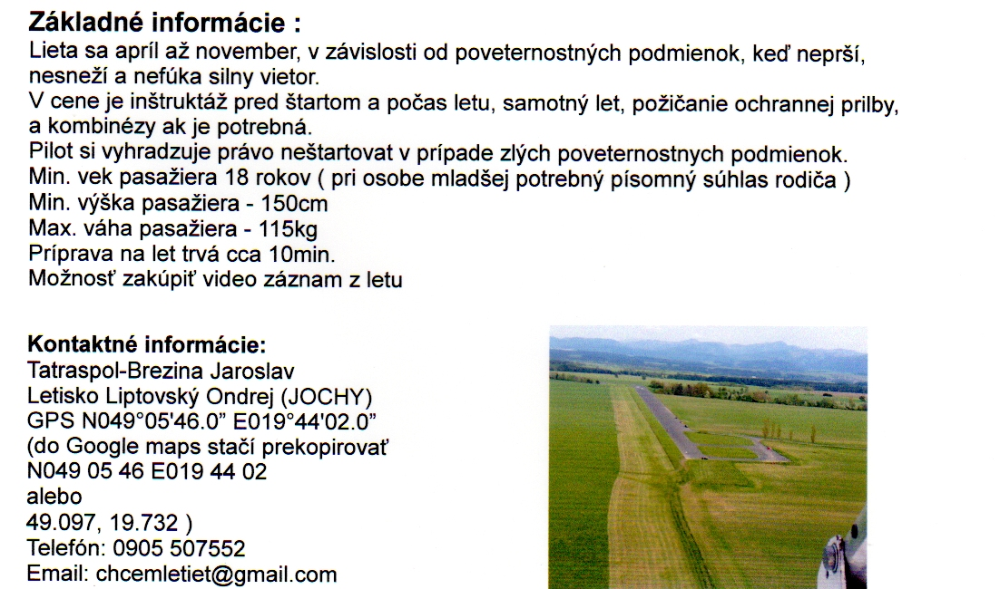 Základné informácie :
Lieta sa apríl až november, v závislosti od poveternostných podmienok, keď neprší,
nesneží a nefúka silny vietor.
V cene je inštruktáž pred štartom a počas letu, samotný let, požičanie ochrannej prilby,
a kombinézy ak je potrebná.
Pilot si vyhradzuje právo neštartovat v prípade zlých poveternostnych podmienok.
Min. vek pasažiera 18 rokov ( pri osobe mladšej potrebný písomný súhlas rodiča )
Min. výška pasažiera - 150cm
Max. váha pasažiera - 115kg
Príprava na let trvá cca 10min.
Možnosť zakúpiť video záznam z letu
Kontaktné informácie:
Tatraspol-Brezina Jaroslav
Letisko Liptovský Ondrej (JOCHY)
GPS N049°05'46.0” E019°44'02.0”
(do Google maps stačí prekopirovať
N049 05 46 E019 44 02
alebo
49.097, 19.732 )
Telefón: 0905 507552
Email: chcemletiet@gmail.com